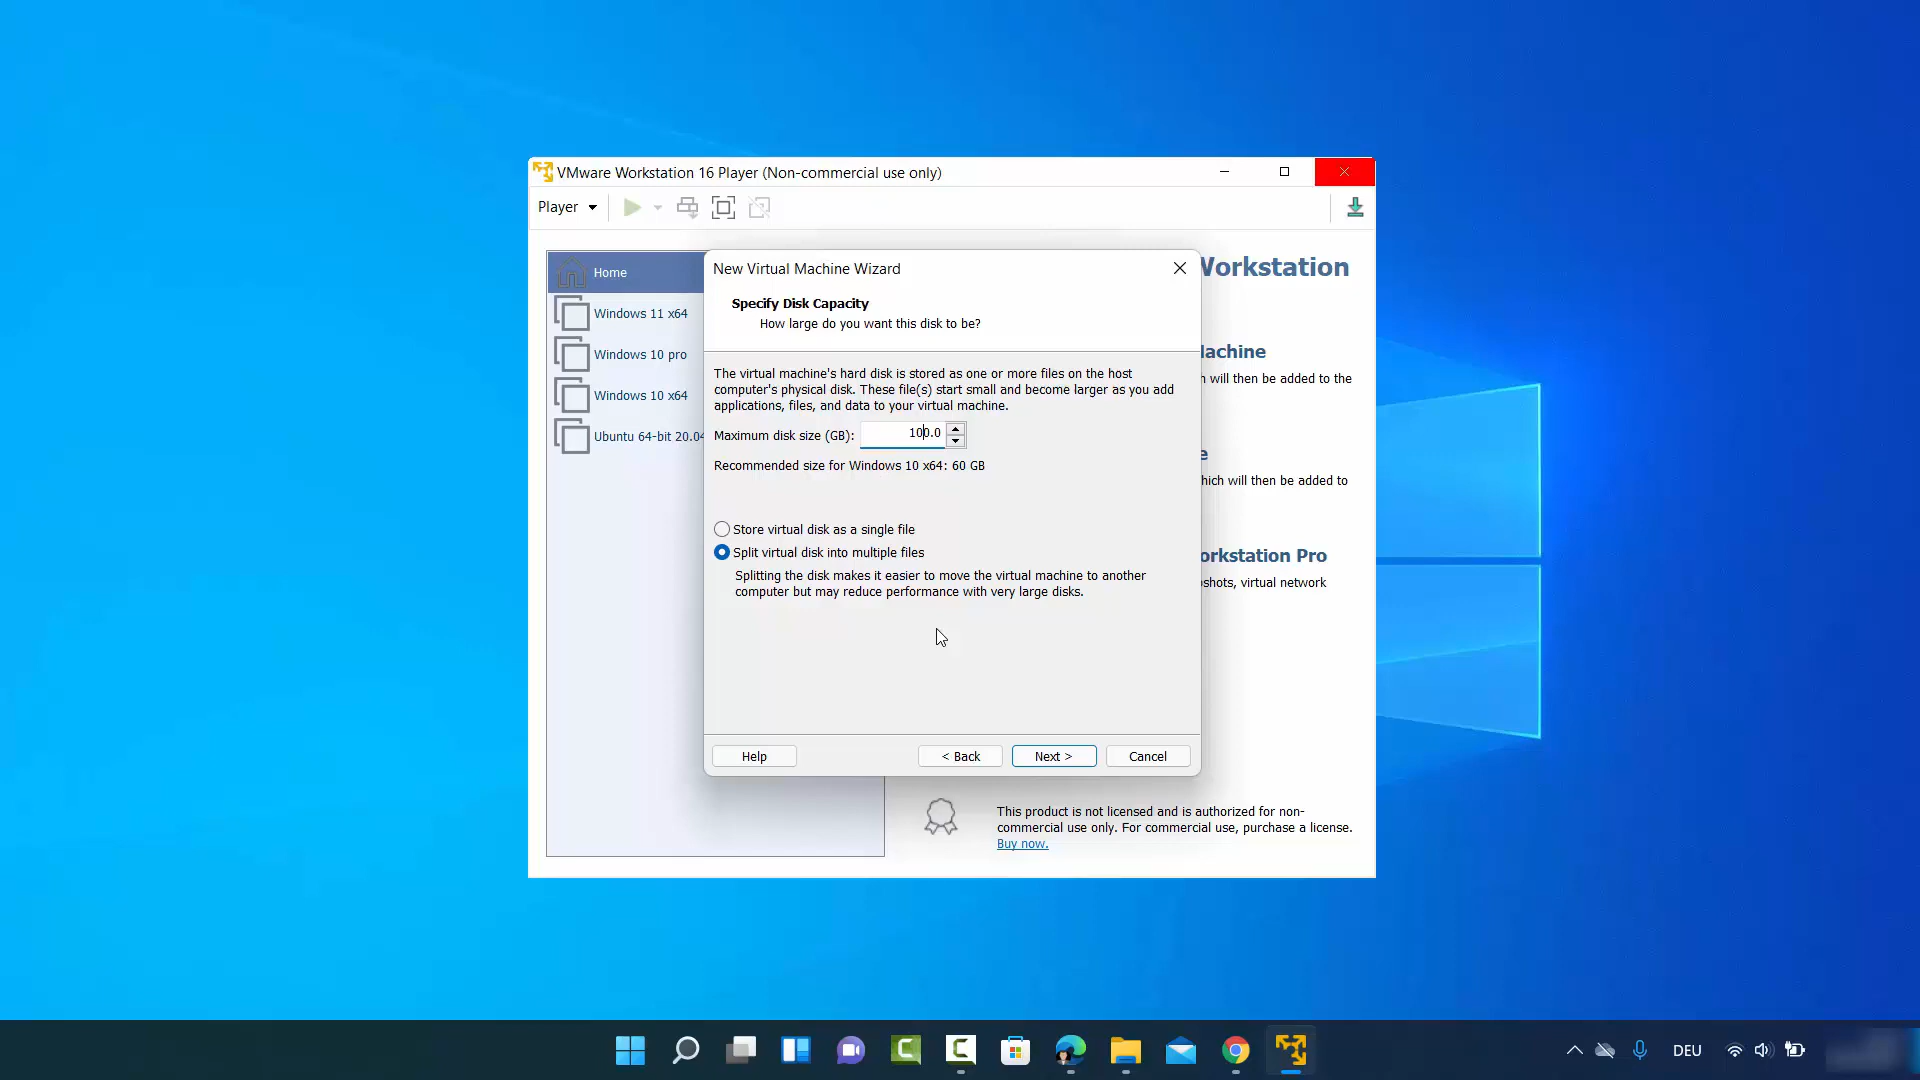 VMware Workstation 16 Player (Non-commercial use only)
Player
Home
Windows 11 x64
Windows 10 pro
Windows 10 x64
Ubuntu 64-bit 20.04
New Virtual Machine Wizard
Specify Disk Capacity
How large do you want this disk to be?
The virtual machine's hard disk is stored as one or more files on the host
computer's physical disk. These file(s) start small and become larger as you add
applications, files, and data to your virtual machine.
Maximum disk size (GB): 100.0
Recommended size for Windows 10 x64: 60 GB
Store virtual disk as a single file
Split virtual disk into multiple files
Splitting the disk makes it easier to move the virtual machine to another
computer but may reduce performance with very large disks.
Help
< Back
Next >
Cancel
Workstation
achine
will then be added to the
e
hich will then be added to
orkstation Pro
shots, virtual network
This product is not licensed and is authorized for non-
commercial use only. For commercial use, purchase a license.
Buy now.
DEU